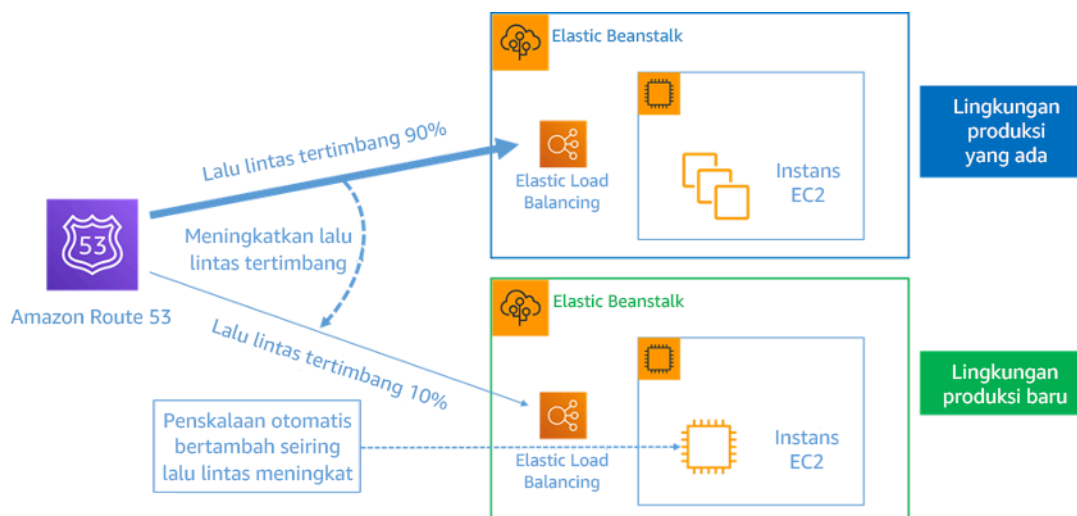 Elastic Beanstalk
Lalu lintas tertimbang 90%
Elastic Load
Balancing
Instans
EC2
Lingkungan
produksi
yang ada
53
Amazon Route 53
Meningkatkan lalu
lintas tertimbang
Lalu lintas tertimbang 10%
Elastic Beanstalk
Penskalaan otomatis
bertambah seiring
lalu lintas meningkat
Elastic Load
Balancing
Instans
EC2
Lingkungan
produksi baru